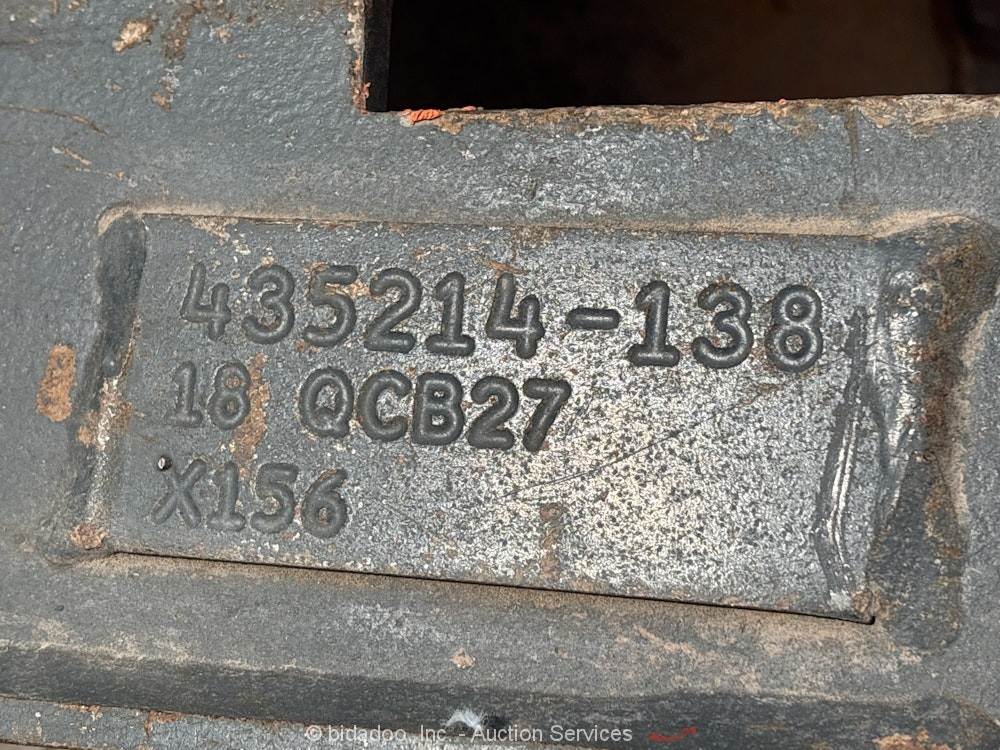 435214-138
18 QCB27
X156
© bidadoo, Inc. - Auction Services